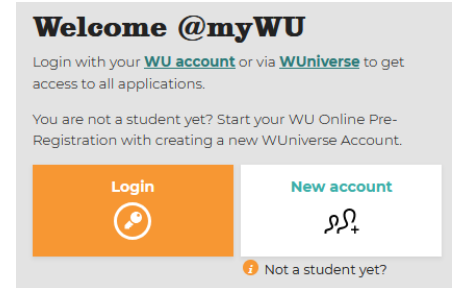 Welcome @myWU
Login with your WU account or via WUniverse to get
access to all applications.
You are not a student yet? Start your WU Online Pre-
Registration with creating a new WUniverse Account.
Login
New account
Not a student yet?